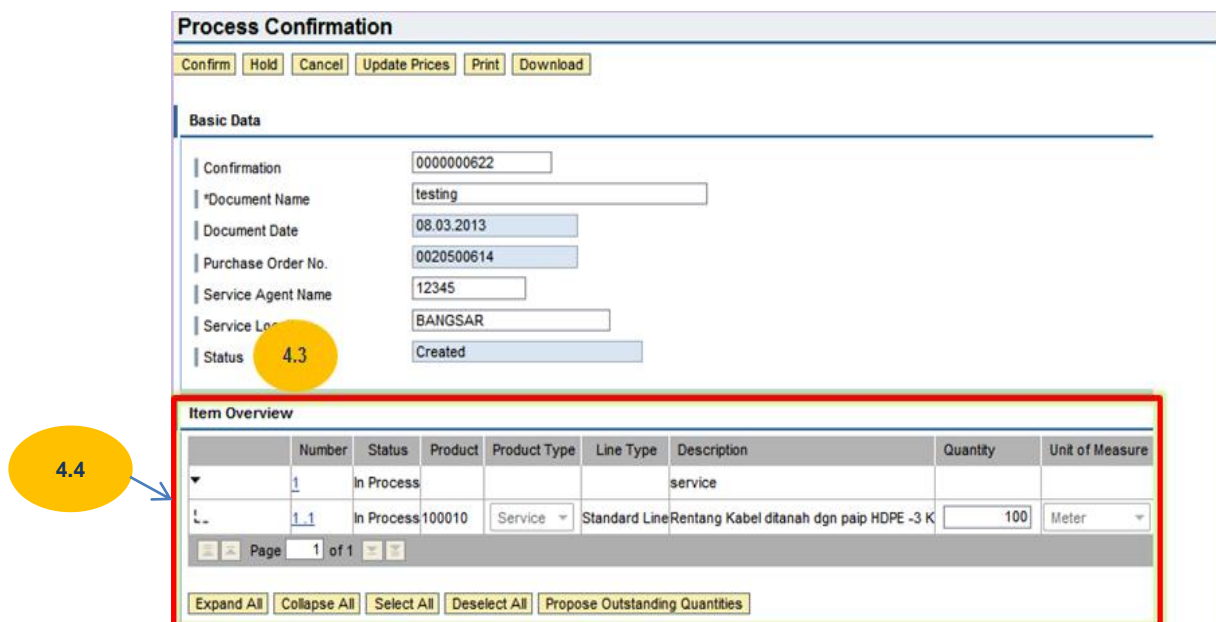 Process Confirmation
Confirm Hold Cancel Update Prices Print Download
Basic Data
Confirmation 0000000622
*Document Name testing
Document Date 08.03.2013
Purchase Order No. 0020500614
Service Agent Name 12345
Service BANGSAR
Status 4.3 Created
Item Overview
Number Status Product Product Type Line Type Description Quantity Unit of Measure
4.4
1 In Process service
1.1 In Process 100010 Service Standard Line Rentang Kabel ditanah dgn paip HDPE -3 K 100 Meter
Page 1 of 1
Expand All Collapse All Select All Deselect All Propose Outstanding Quantities